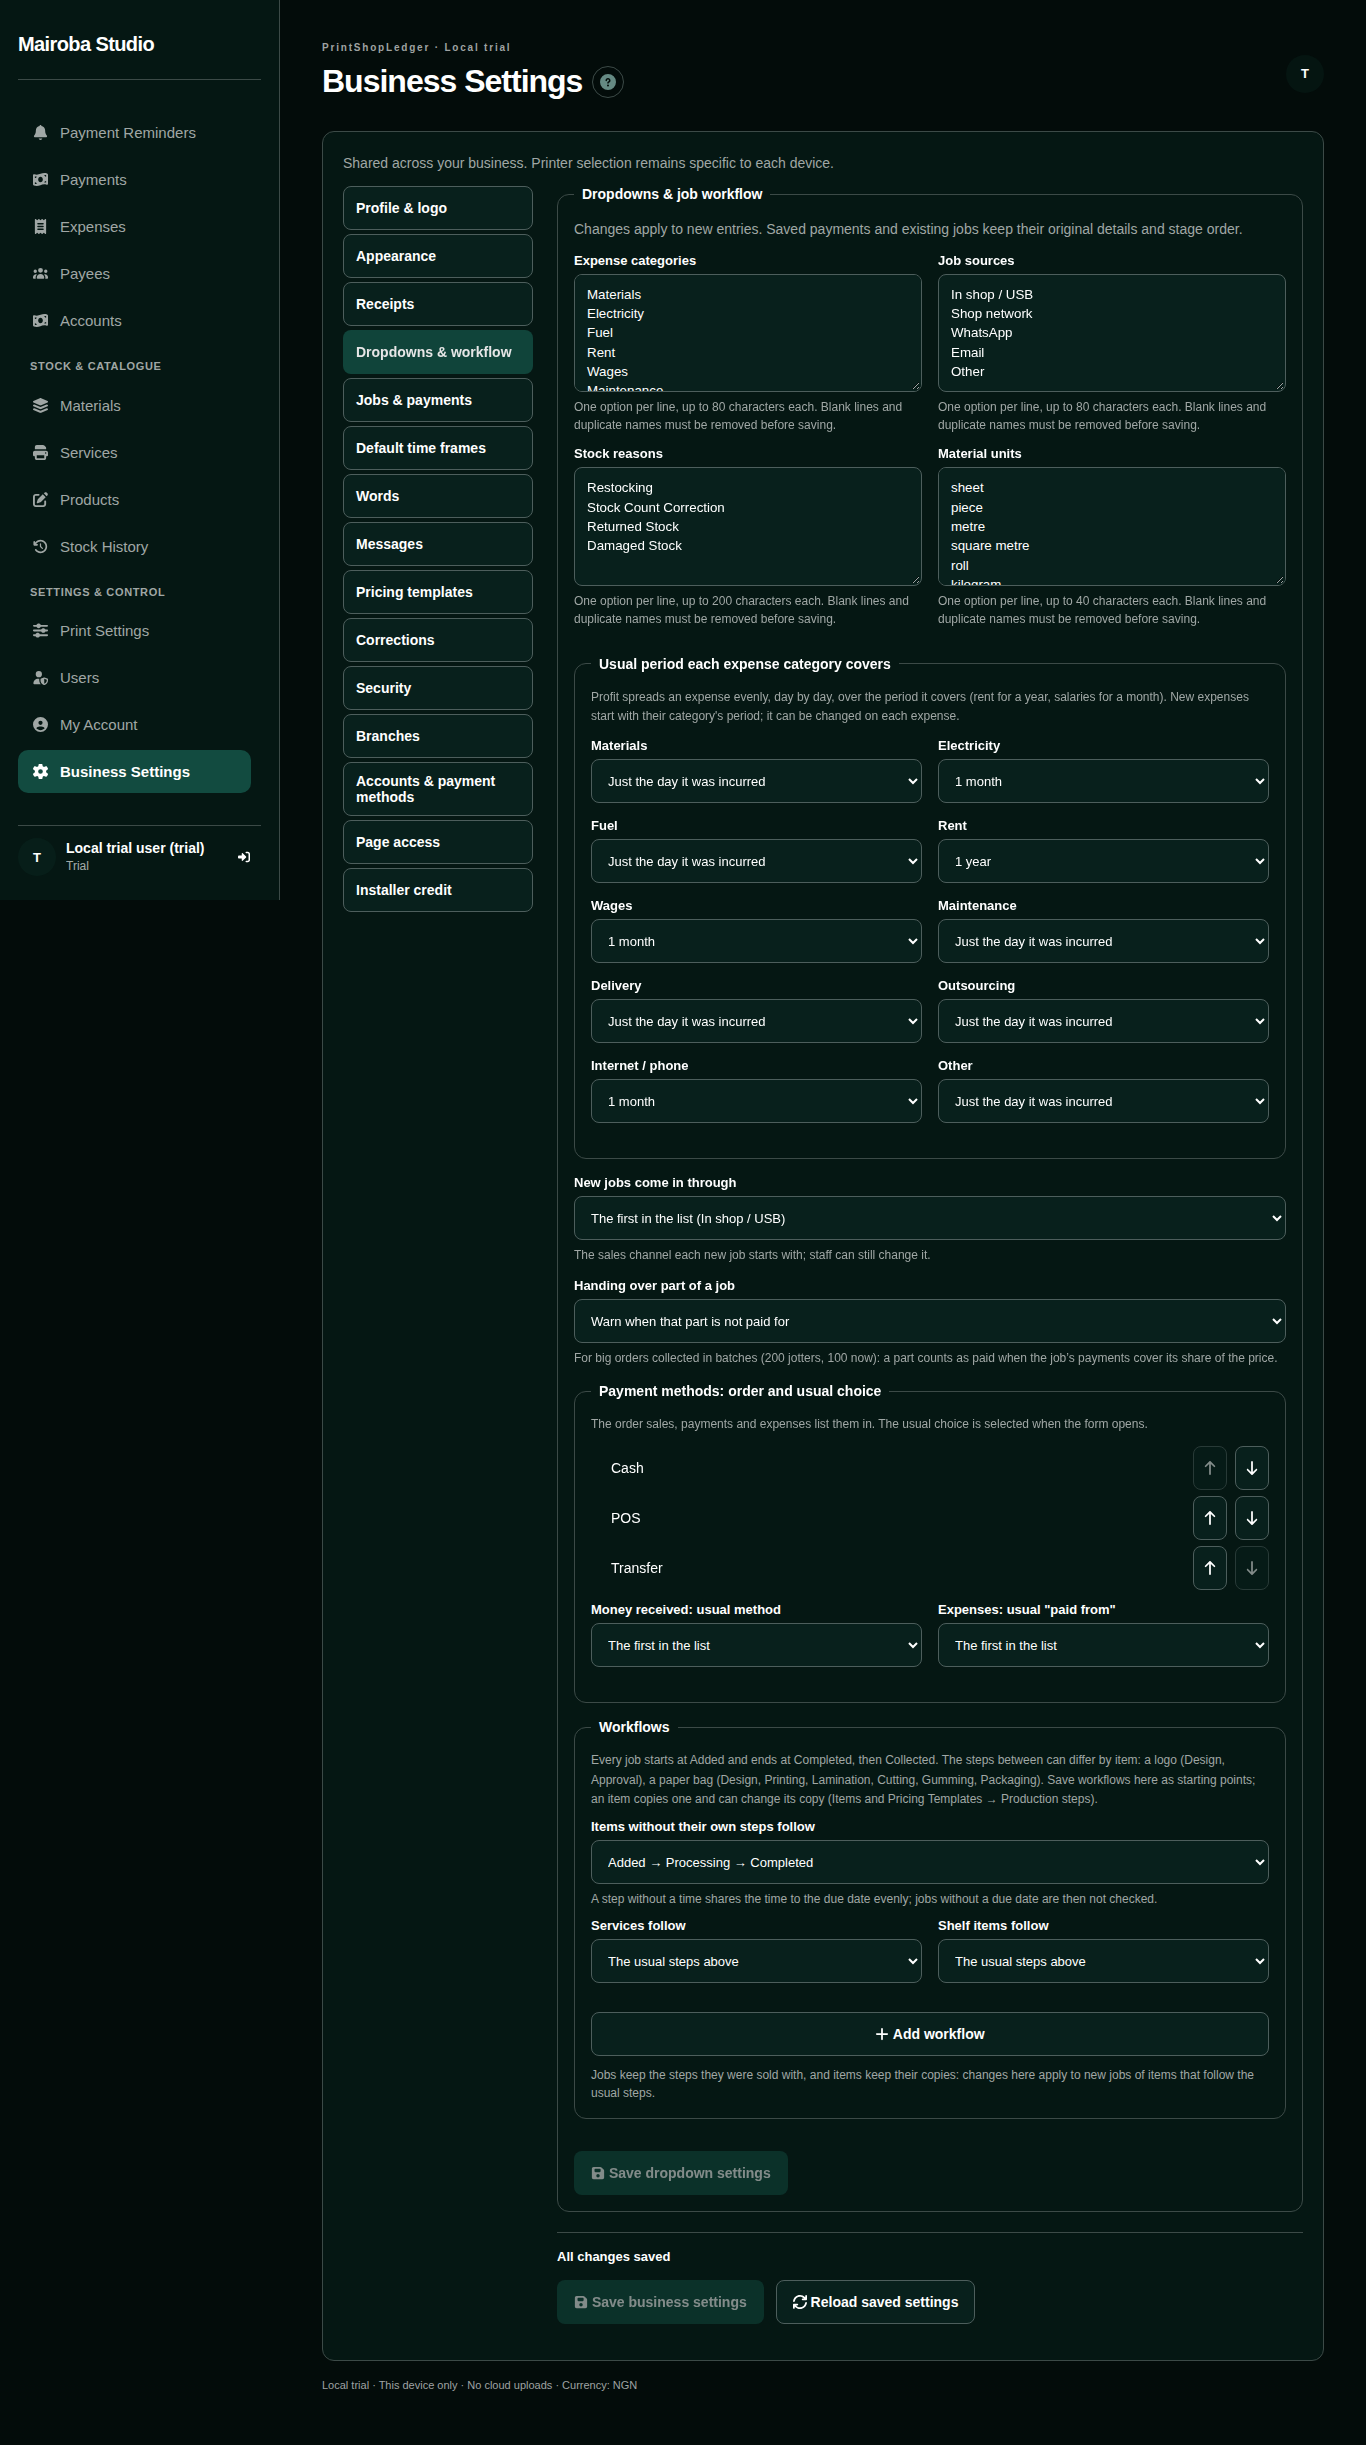 Mairoba Studio
Payment Reminders
Payments
Expenses
Payees
Accounts
STOCK & CATALOGUE
Materials
Services
Products
Stock History
SETTINGS & CONTROL
Print Settings
Users
My Account
Business Settings
T
Local trial user (trial)
Trial
PrintShopLedger · Local trial
Business Settings
?
T
Shared across your business. Printer selection remains specific to each device.
Profile & logo
Appearance
Receipts
Dropdowns & workflow
Jobs & payments
Default time frames
Words
Messages
Pricing templates
Corrections
Security
Branches
Accounts & payment
methods
Page access
Installer credit
Dropdowns & job workflow
Changes apply to new entries. Saved payments and existing jobs keep their original details and stage order.
Expense categories
Materials
Electricity
Fuel
Rent
Wages
Maintenance
One option per line, up to 80 characters each. Blank lines and
duplicate names must be removed before saving.
Job sources
In shop / USB
Shop network
WhatsApp
Email
Other
One option per line, up to 80 characters each. Blank lines and
duplicate names must be removed before saving.
Stock reasons
Restocking
Stock Count Correction
Returned Stock
Damaged Stock
One option per line, up to 200 characters each. Blank lines and
duplicate names must be removed before saving.
Material units
sheet
piece
metre
square metre
roll
kilogram
One option per line, up to 40 characters each. Blank lines and
duplicate names must be removed before saving.
Usual period each expense category covers
Profit spreads an expense evenly, day by day, over the period it covers (rent for a year, salaries for a month). New expenses
start with their category's period; it can be changed on each expense.
Materials
Just the day it was incurred
Electricity
1 month
Fuel
Just the day it was incurred
Rent
1 year
Wages
1 month
Maintenance
Just the day it was incurred
Delivery
Just the day it was incurred
Outsourcing
Just the day it was incurred
Internet / phone
1 month
Other
Just the day it was incurred
New jobs come in through
The first in the list (In shop / USB)
The sales channel each new job starts with; staff can still change it.
Handing over part of a job
Warn when that part is not paid for
For big orders collected in batches (200 jotters, 100 now): a part counts as paid when the job's payments cover its share of the price.
Payment methods: order and usual choice
The order sales, payments and expenses list them in. The usual choice is selected when the form opens.
Cash
POS
Transfer
Money received: usual method
The first in the list
Expenses: usual "paid from"
The first in the list
Workflows
Every job starts at Added and ends at Completed, then Collected. The steps between can differ by item: a logo (Design,
Approval), a paper bag (Design, Printing, Lamination, Cutting, Gumming, Packaging). Save workflows here as starting points;
an item copies one and can change its copy (Items and Pricing Templates → Production steps).
Items without their own steps follow
Added → Processing → Completed
A step without a time shares the time to the due date evenly; jobs without a due date are then not checked.
Services follow
The usual steps above
Shelf items follow
The usual steps above
Add workflow
Jobs keep the steps they were sold with, and items keep their copies: changes here apply to new jobs of items that follow the
usual steps.
Save dropdown settings
All changes saved
Save business settings
Reload saved settings
Local trial · This device only · No cloud uploads · Currency: NGN